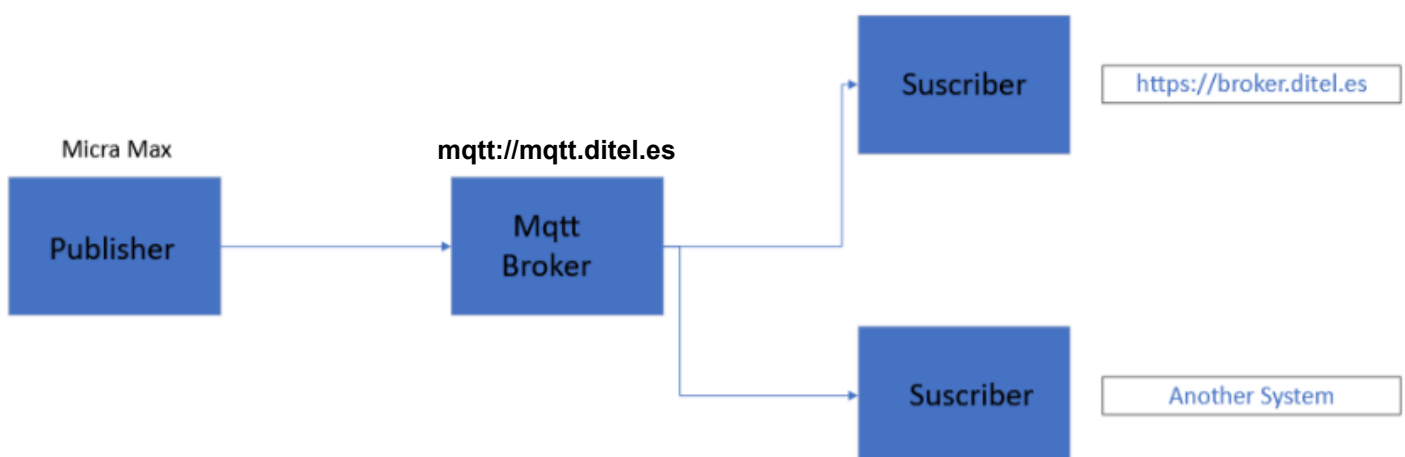 Micra Max
Publisher
mqtt://mqtt.ditel.es
Mqtt
Broker
Suscriber
https://broker.ditel.es
Suscriber
Another System